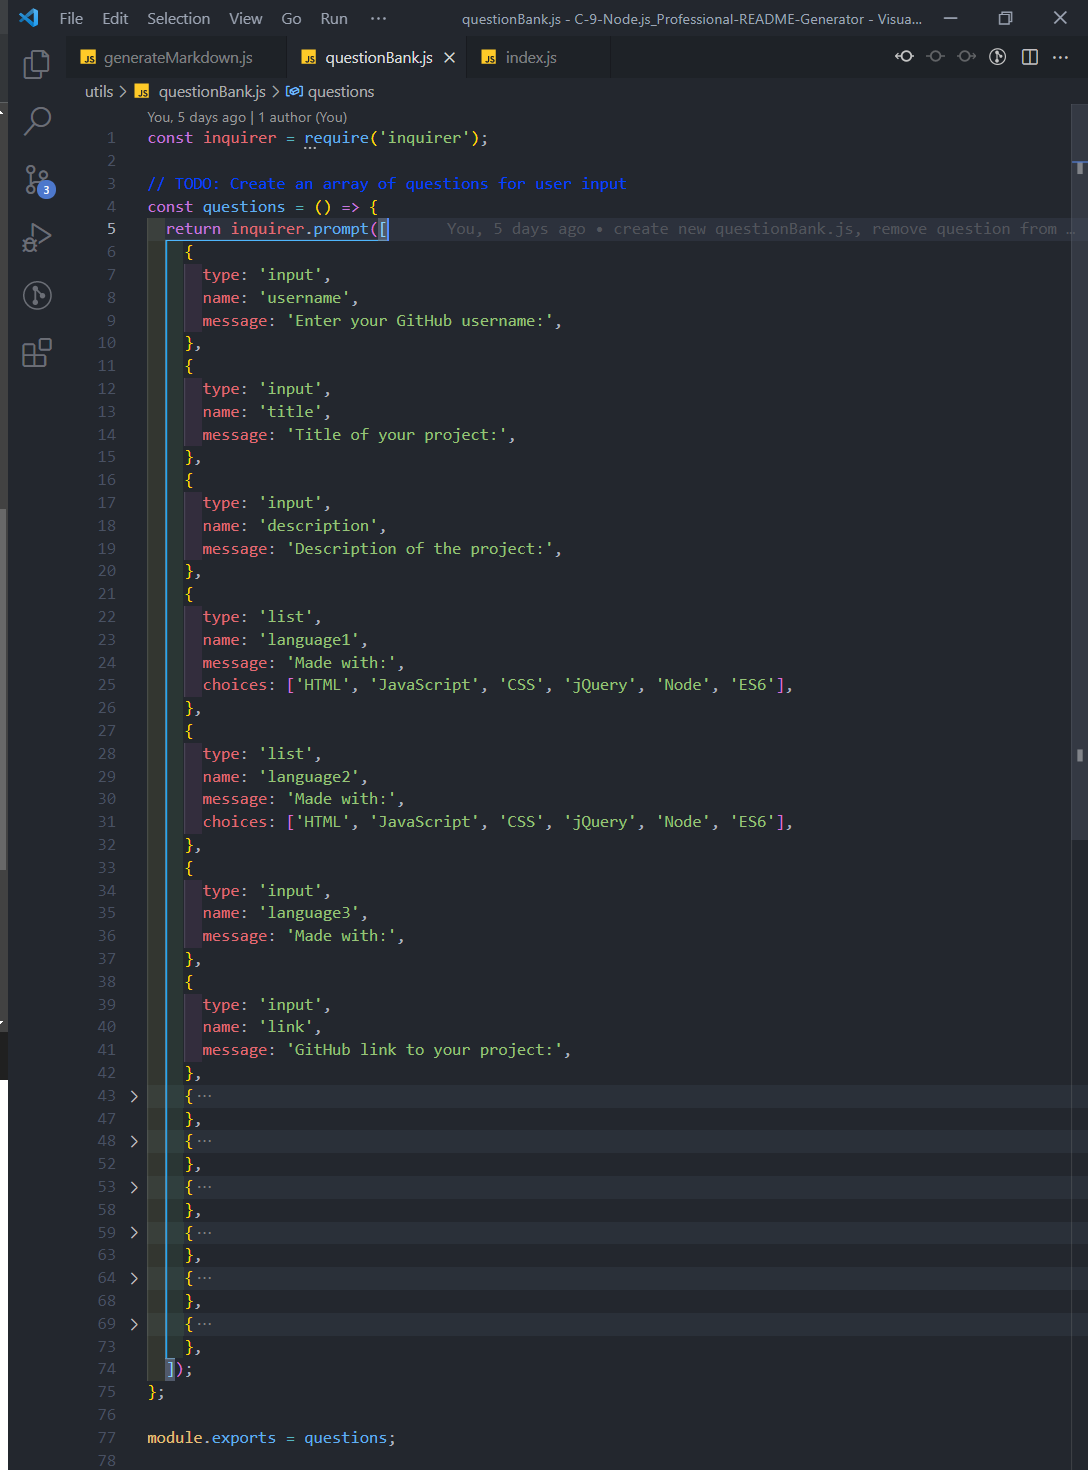 File Edit Selection View Go Run ··· questionBank.js - C-9-Node.js_Professional-README-Generator - Visua...
JS generateMarkdown.js JS questionBank.js JS index.js ···
utils > JS questionBank.js > questions
You, 5 days ago | 1 author (You)
1 const inquirer = require('inquirer');
2
3 // TODO: Create an array of questions for user input
4 const questions = () => {
5 return inquirer.prompt([ You, 5 days ago • create new questionBank.js, remove question from …
6 {
7 type: 'input',
8 name: 'username',
9 message: 'Enter your GitHub username:',
10 },
11 {
12 type: 'input',
13 name: 'title',
14 message: 'Title of your project:',
15 },
16 {
17 type: 'input',
18 name: 'description',
19 message: 'Description of the project:',
20 },
21 {
22 type: 'list',
23 name: 'language1',
24 message: 'Made with:',
25 choices: ['HTML', 'JavaScript', 'CSS', 'jQuery', 'Node', 'ES6'],
26 },
27 {
28 type: 'list',
29 name: 'language2',
30 message: 'Made with:',
31 choices: ['HTML', 'JavaScript', 'CSS', 'jQuery', 'Node', 'ES6'],
32 },
33 {
34 type: 'input',
35 name: 'language3',
36 message: 'Made with:',
37 },
38 {
39 type: 'input',
40 name: 'link',
41 message: 'GitHub link to your project:',
42 },
43 > { ···
47 },
48 > { ···
52 },
53 > { ···
58 },
59 > { ···
63 },
64 > { ···
68 },
69 > { ···
73 },
74 ]);
75 };
76
77 module.exports = questions;
78
3